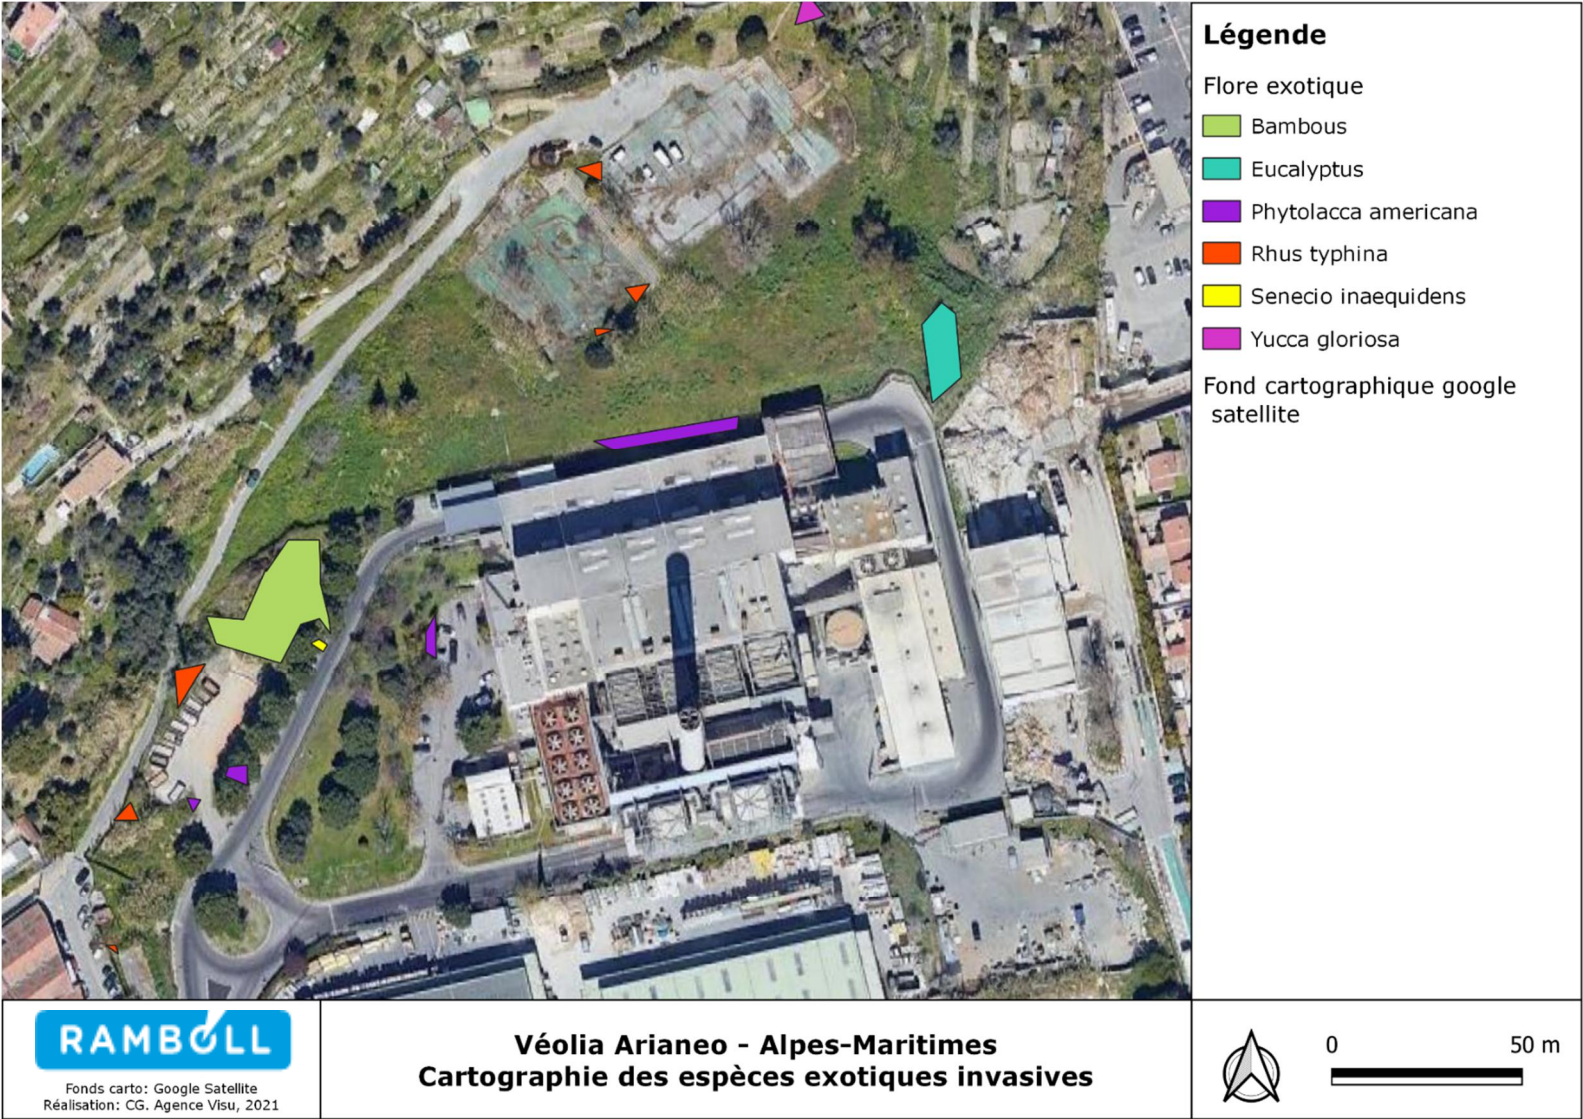 Légende
Flore exotique
Bambous
Eucalyptus
Phytolacca americana
Rhus typhina
Senecio inaequidens
Yucca gloriosa
Fond cartographique google
satellite
RAMBOLL
Fonds carto: Google Satellite
Réalisation: CG. Agence Visu, 2021
Véolia Arianeo - Alpes-Maritimes
Cartographie des espèces exotiques invasives
0 50 m